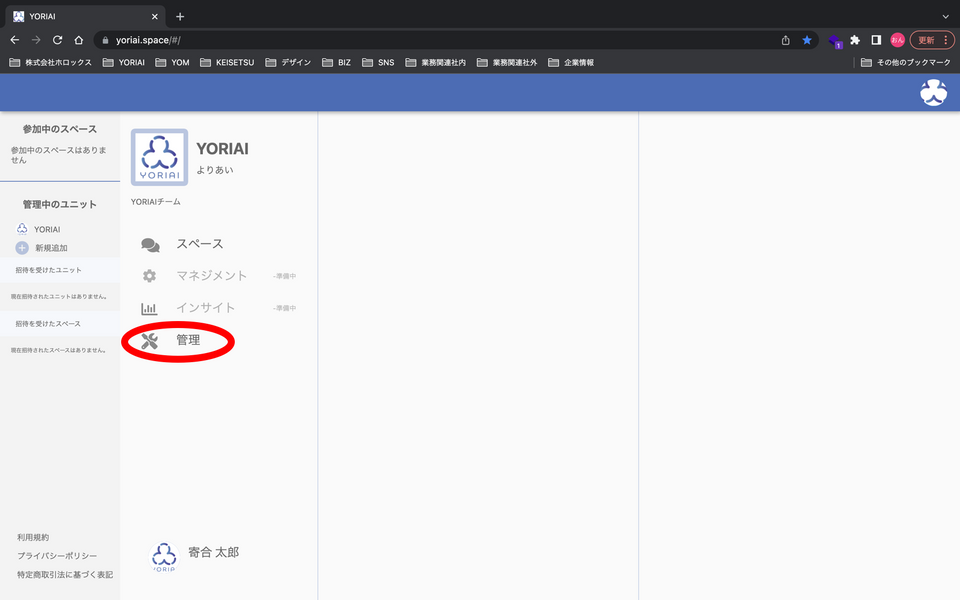 YORIAI
yoriai.space/#/
1
おん
更新
株式会社ホロックス
YORIAI
YOM
KEISETSU
デザイン
BIZ
SNS
業務関連社内
業務関連社外
企業情報
その他のブックマーク
参加中のスペース
参加中のスペースはありま
せん
管理中のユニット
YORIAI
新規追加
招待を受けたユニット
現在招待されたユニットはありません。
招待を受けたスペース
現在招待されたスペースはありません。
利用規約
プライバシーポリシー
特定商取引法に基づく表記
YORIAI
YORIAI
よりあい
YORIAIチーム
スペース
マネジメント
-準備中
インサイト
-準備中
管理
寄合 太郎